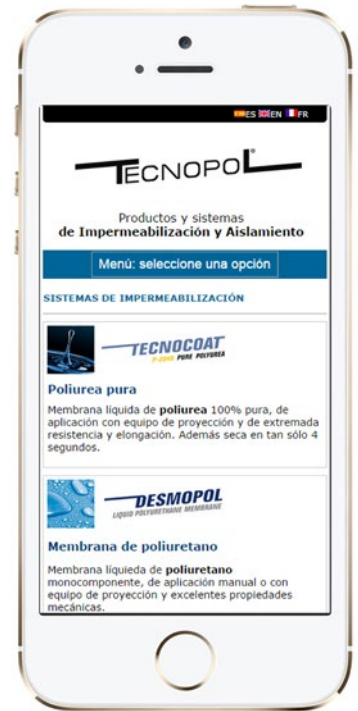 ES EN FR
TECNOPOL
Productos y sistemas
de Impermeabilización y Aislamiento
Menú: seleccione una opción
SISTEMAS DE IMPERMEABILIZACIÓN
TECNOCOAT
P-2049 PURE POLYUREA
Poliurea pura
Membrana líquida de poliurea 100% pura, de
aplicación con equipo de proyección y de extremada
resistencia y elongación. Además seca en tan sólo 4
segundos.
DESMOPOL
LIQUID POLYURETHANE MEMBRANE
Membrana de poliuretano
Membrana líquieda de poliuretano
monocomponente, de aplicación manual o con
equipo de proyección y excelentes propiedades
mecánicas.